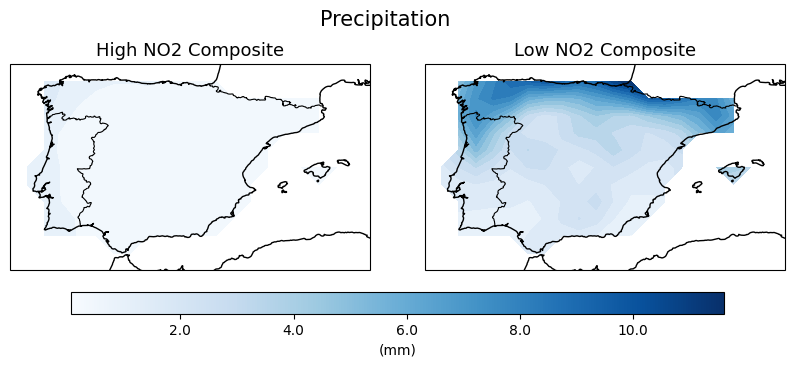 Precipitation
High NO2 Composite
Low NO2 Composite
2.0 4.0 6.0 8.0 10.0
(mm)